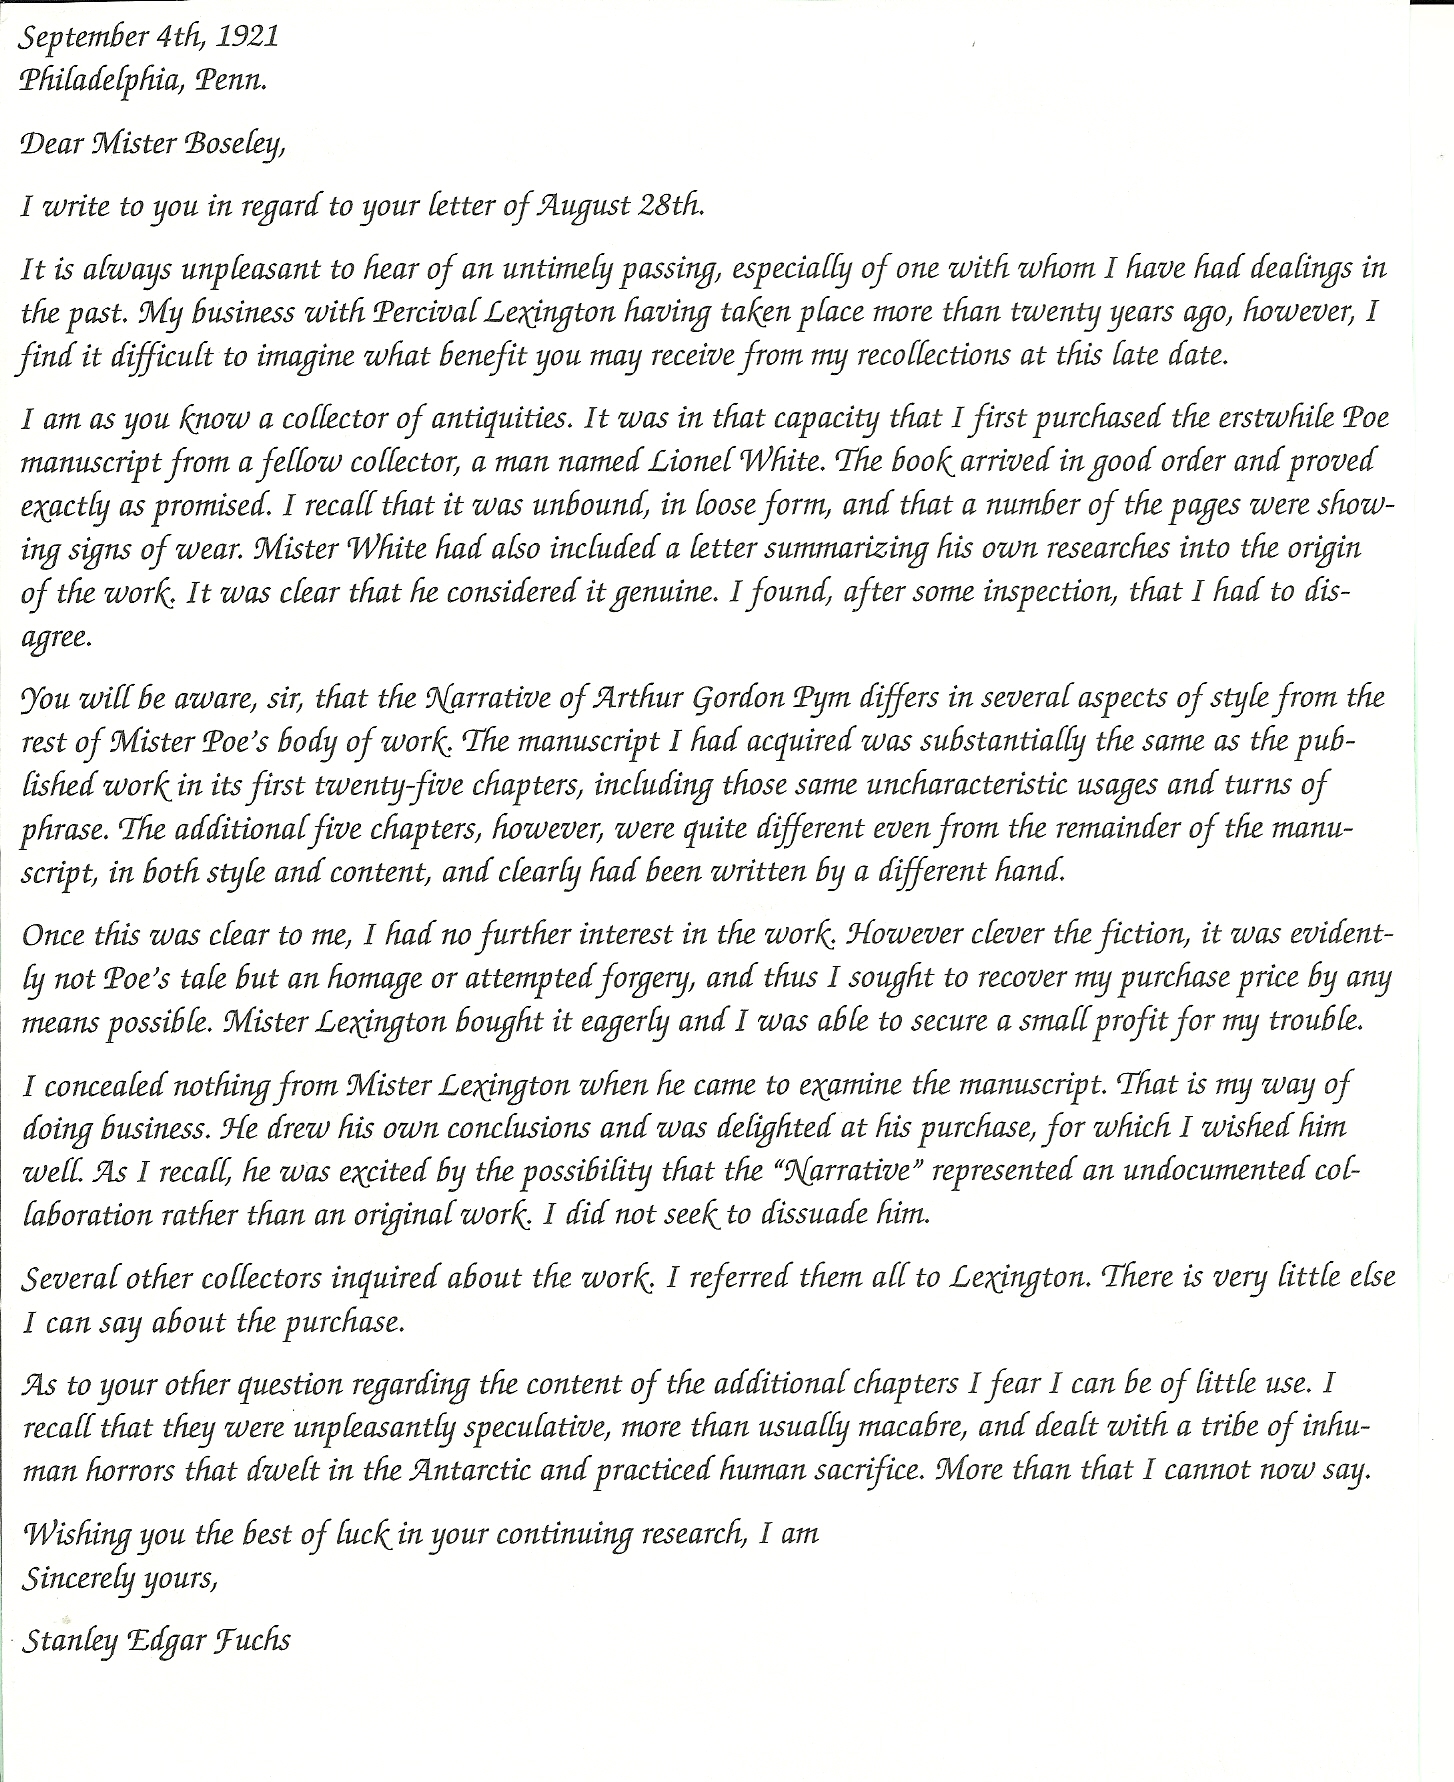 September 4th, 1921
Philadelphia, Penn.
Dear Mister Boseley,
I write to you in regard to your letter of August 28th.
It is always unpleasant to hear of an untimely passing, especially of one with whom I have had dealings in
the past. My business with Percival Lexington having taken place more than twenty years ago, however, I
find it difficult to imagine what benefit you may receive from my recollections at this late date.
I am as you know a collector of antiquities. It was in that capacity that I first purchased the erstwhile Poe
manuscript from a fellow collector, a man named Lionel White. The book arrived in good order and proved
exactly as promised. I recall that it was unbound, in loose form, and that a number of the pages were show-
ing signs of wear. Mister White had also included a letter summarizing his own researches into the origin
of the work. It was clear that he considered it genuine. I found, after some inspection, that I had to dis-
agree.
You will be aware, sir, that the Narrative of Arthur Gordon Pym differs in several aspects of style from the
rest of Mister Poe's body of work. The manuscript I had acquired was substantially the same as the pub-
lished work in its first twenty-five chapters, including those same uncharacteristic usages and turns of
phrase. The additional five chapters, however, were quite different even from the remainder of the manu-
script, in both style and content, and clearly had been written by a different hand.
Once this was clear to me, I had no further interest in the work. However clever the fiction, it was evident-
ly not Poe's tale but an homage or attempted forgery, and thus I sought to recover my purchase price by any
means possible. Mister Lexington bought it eagerly and I was able to secure a small profit for my trouble.
I concealed nothing from Mister Lexington when he came to examine the manuscript. That is my way of
doing business. He drew his own conclusions and was delighted at his purchase, for which I wished him
well. As I recall, he was excited by the possibility that the “Narrative” represented an undocumented col-
laboration rather than an original work. I did not seek to dissuade him.
Several other collectors inquired about the work. I referred them all to Lexington. There is very little else
I can say about the purchase.
As to your other question regarding the content of the additional chapters I fear I can be of little use. I
recall that they were unpleasantly speculative, more than usually macabre, and dealt with a tribe of inhu-
man horrors that dwelt in the Antarctic and practiced human sacrifice. More than that I cannot now say.
Wishing you the best of luck in your continuing research, I am
Sincerely yours,
Stanley Edgar Fuchs